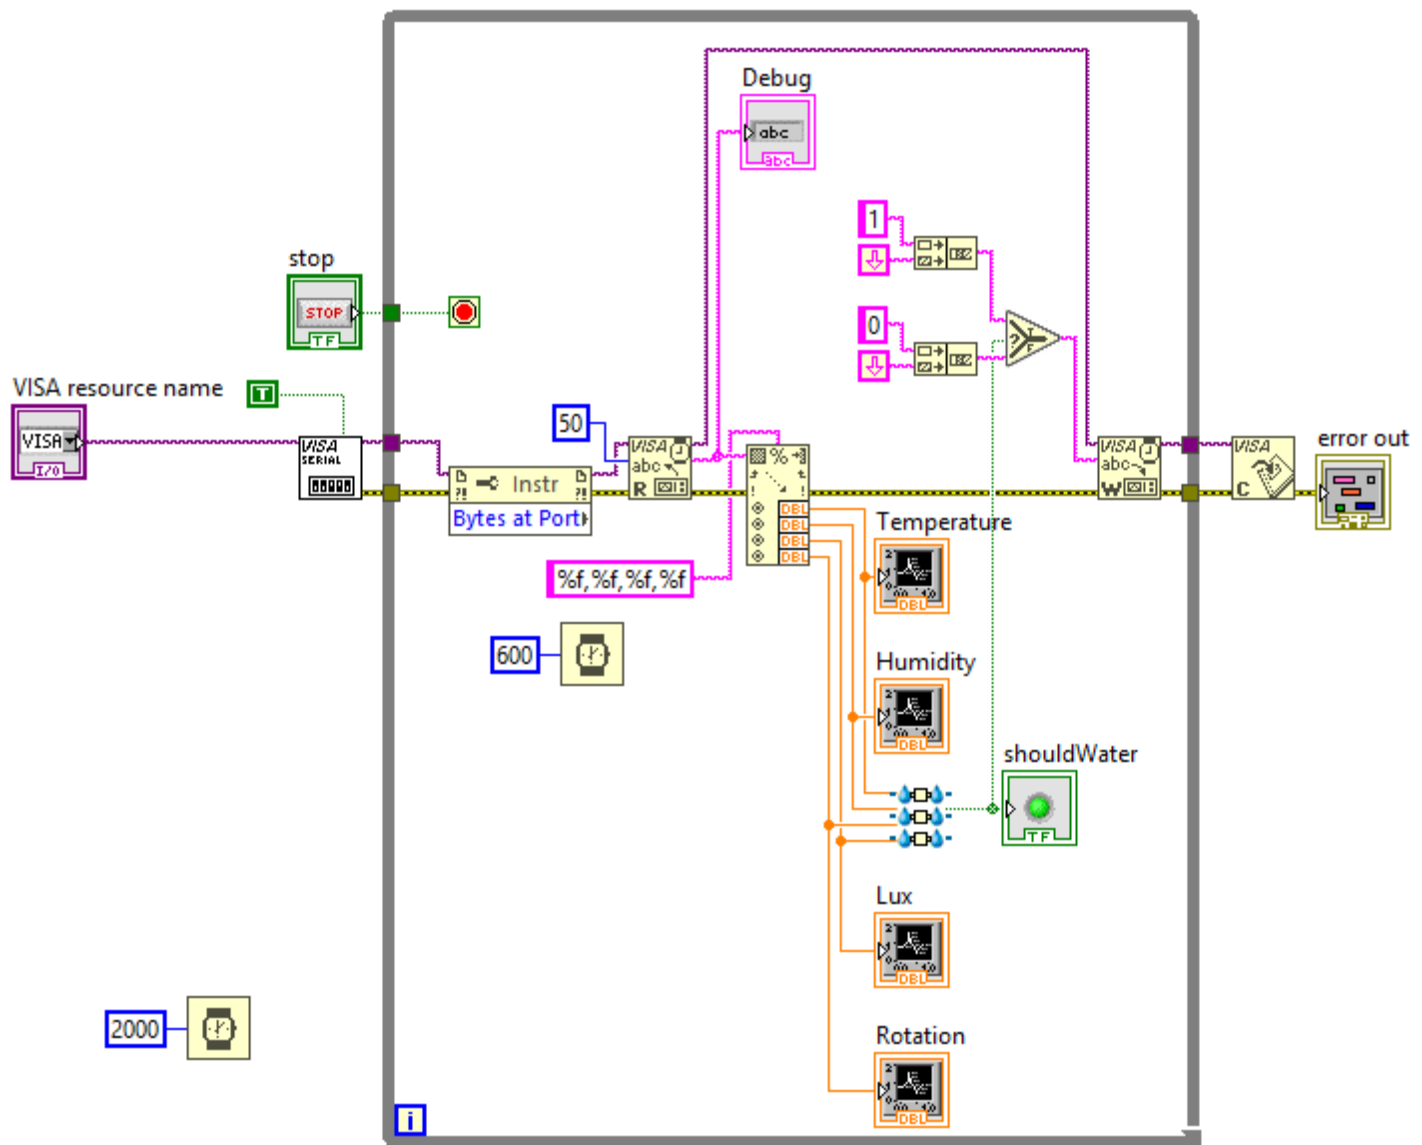 Debug
abc
abc
1
stop
STOP
TF
0
T
F
?
VISA resource name
T
VISA
I/O
VISA
SERIAL
50
VISA
abc
R
%
Instr
Bytes at Port
VISA
abc
W
VISA
C
error out
DBL
DBL
DBL
DBL
Temperature
DBL
%f,%f,%f,%f
600
Humidity
DBL
shouldWater
TF
Lux
DBL
2000
Rotation
DBL
i